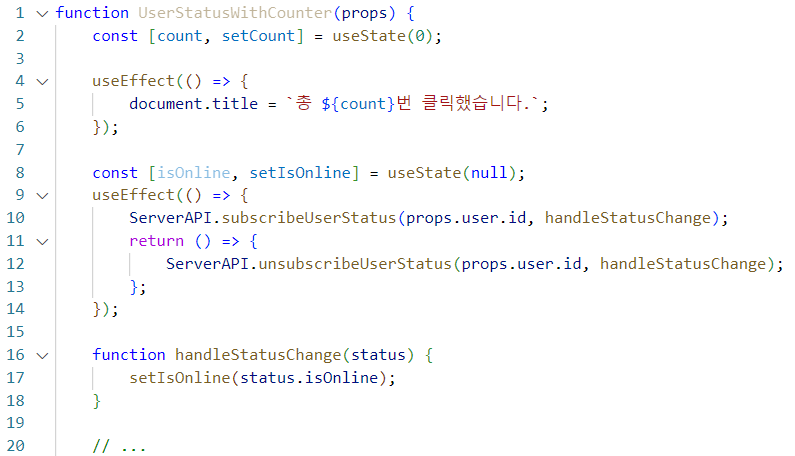 1 function UserStatusWithCounter(props) {
2     const [count, setCount] = useState(0);
3
4     useEffect(() => {
5         document.title = `총 ${count}번 클릭했습니다.`;
6     });
7
8     const [isOnline, setIsOnline] = useState(null);
9     useEffect(() => {
10         ServerAPI.subscribeUserStatus(props.user.id, handleStatusChange);
11         return () => {
12             ServerAPI.unsubscribeUserStatus(props.user.id, handleStatusChange);
13         };
14     });
15
16     function handleStatusChange(status) {
17         setIsOnline(status.isOnline);
18     }
19
20     // ...